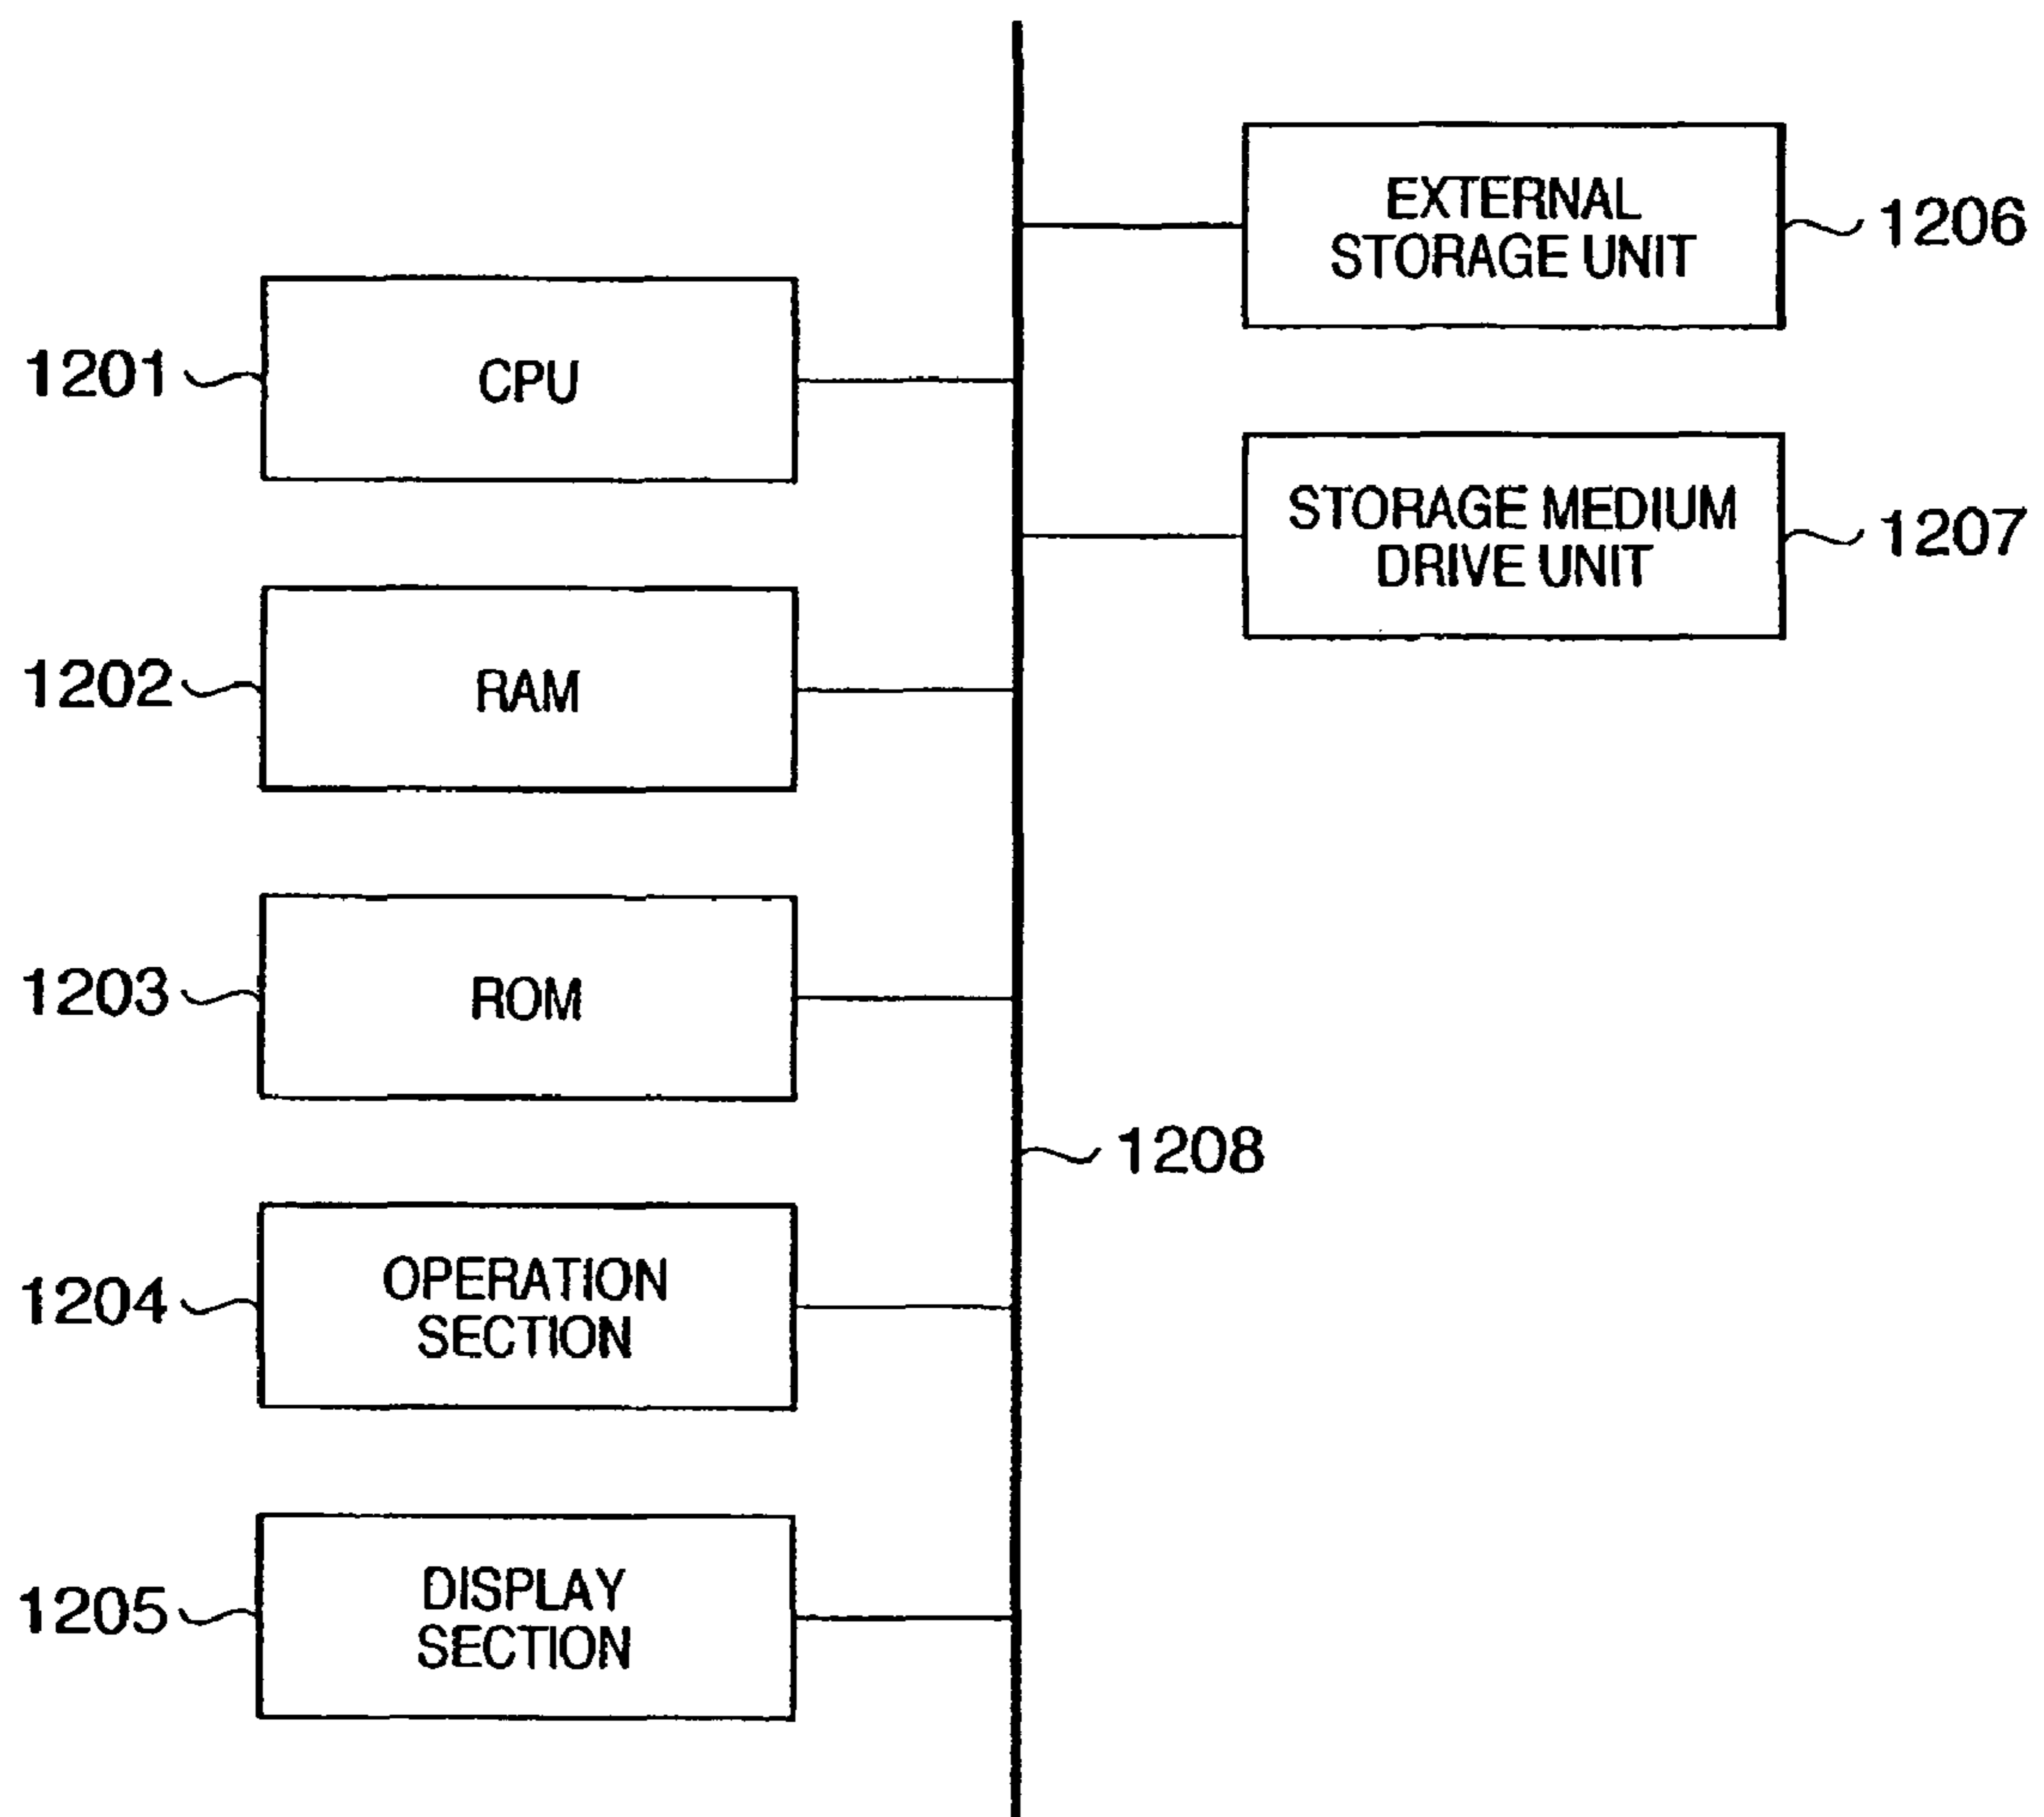 EXTERNAL
STORAGE UNIT
1206
1201
CPU
STORAGE MEDIUM
DRIVE UNIT
1207
1202
RAM
1203
ROM
1208
1204
OPERATION
SECTION
1205
DISPLAY
SECTION